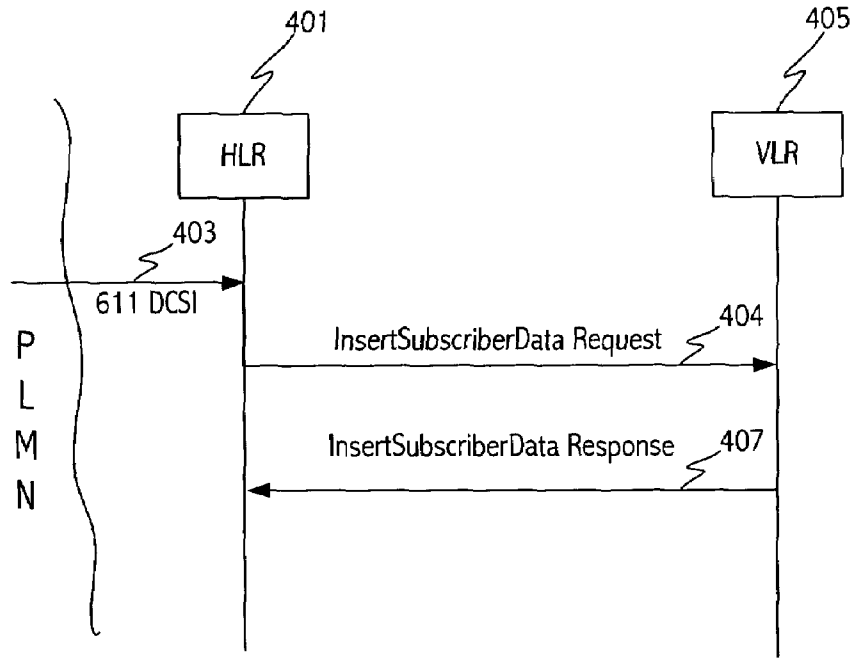 401
405
HLR
VLR
403
611 DCSI
InsertSubscriberData Request
404
InsertSubscriberData Response
407
P
L
M
N